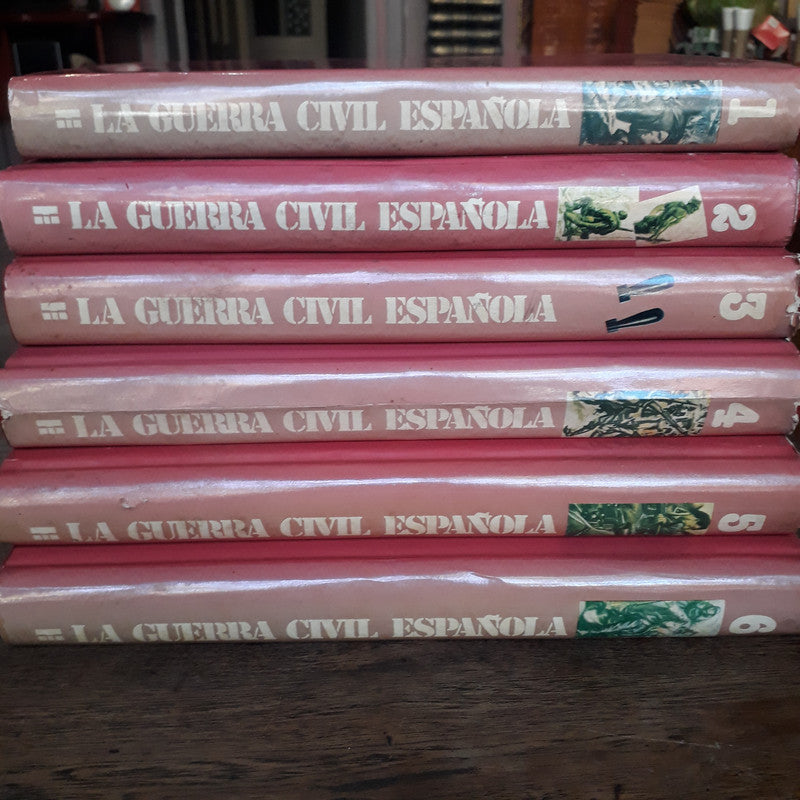 LA GUERRA CIVIL ESPAÑOLA 1
LA GUERRA CIVIL ESPAÑOLA 2
LA GUERRA CIVIL ESPAÑOLA 3
LA GUERRA CIVIL ESPAÑOLA 4
LA GUERRA CIVIL ESPAÑOLA 5
LA GUERRA CIVIL ESPAÑOLA 6